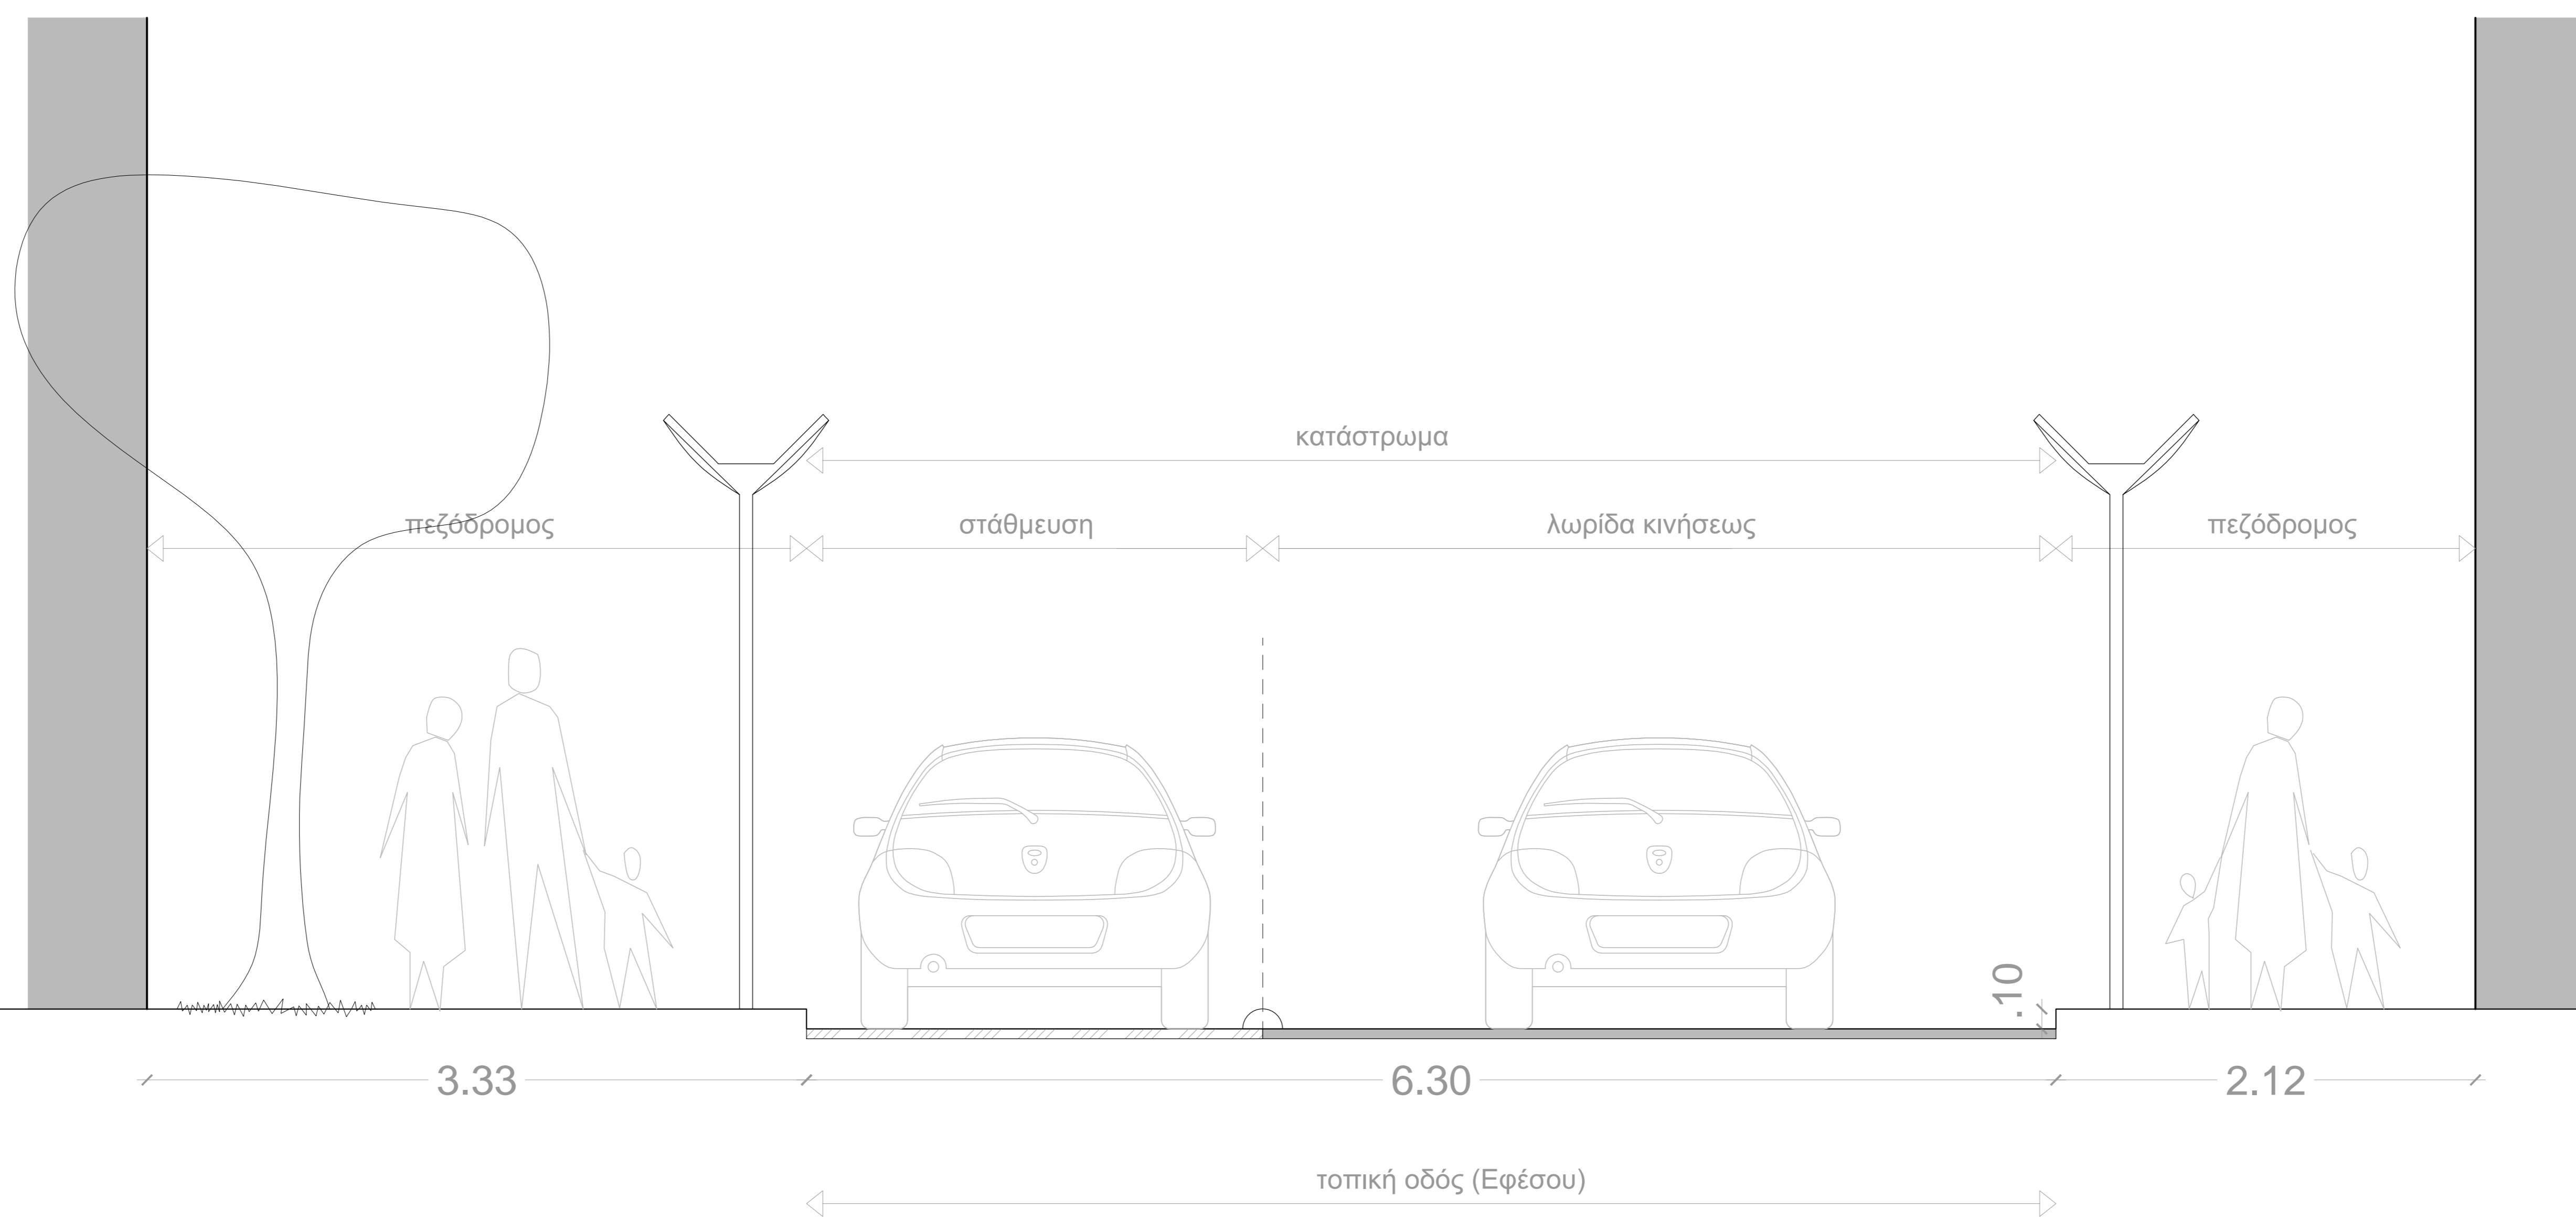 κατάστρωμα
πεζόδρομος
στάθμευση
λωρίδα κινήσεως
πεζόδρομος
.10
3.33
6.30
2.12
τοπική οδός (Εφέσου)